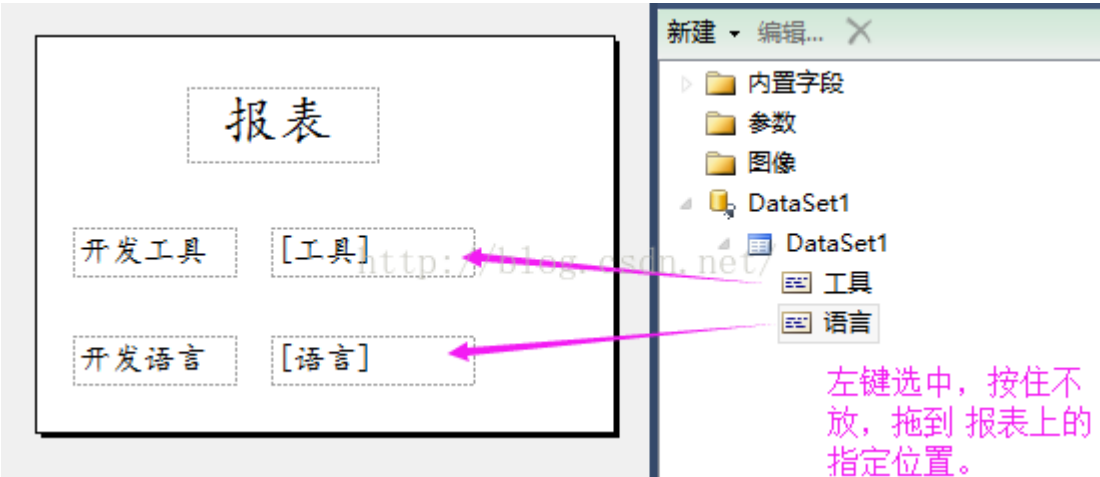 报表
开发工具 [工具]
开发语言 [语言]
http://blog.csdn.net/
新建 编辑...
内置字段
参数
图像
DataSet1
DataSet1
工具
语言
左键选中，按住不
放，拖到 报表上的
指定位置。